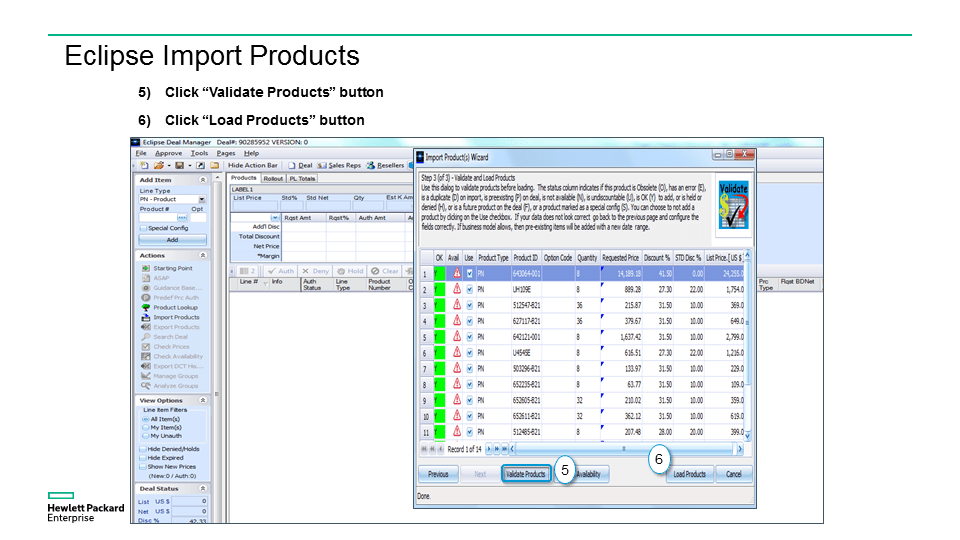 Eclipse Import Products
5) Click “Validate Products” button
6) Click “Load Products” button
Eclipse Deal Manager Deal#: 90285952 VERSION: 0
File Approve Tools Pages Help
Hide Action Bar Deal Sales Reps Resellers
Add Item
Line Type
PN - Product
Product # Opt
Special Config
Add
Actions
Starting Point
ASAP
Guidance Base...
Predef Prc Auth
Product Lookup
Import Products
Export Products
Search Deal
Check Prices
Check Availability
Export DCT His...
Manage Groups
Analyze Groups
View Options
Line Item Filters
All Item(s)
My Item(s)
My Unauth
Hide Denied/Holds
Hide Expired
Show New Prices
(New:0 / Auth:0)
Deal Status
List US $ 0
Net US $ 0
Disc % 42.33
Products Rollout PL Totals
LABEL1
List Price Std% Std Net Qty Est K Am
Rqst Amt Rqst% Auth Amt
Add'l Disc
Total Discount
Net Price
*Margin
2 Auth Deny Hold Clear
Line # Info Auth Status Line Type Product Number
Prc Type Rqst BDNet
Import Product(s) Wizard
Step 3 (of 3) - Validate and Load Products
Use this dialog to validate products before loading. The status column indicates if this product is Obsolete (O), has an error (E),
is a duplicate (D) on import, is preexisting (P) on deal, is not available (N), is undiscountable (U), is OK (Y) to add, or is held or
denied (H), or is a future product on the deal (F), or a product marked as a special config (S). You can choose to not add a
product by clicking on the Use checkbox. If your data does not look correct go back to the previous page and configure the
fields correctly. If business model allows, then pre-existing items will be added with a new date range.
Validate
OK Avail Use Product Type Product ID Option Code Quantity Requested Price Discount % STD Disc % List Price.[US $
1 Y PN 643064-001 8 14,189.18 41.50 0.00 24,255.0
2 Y PN UH109E 8 889.28 27.30 22.00 1,754.0
3 Y PN 512547-B21 36 215.87 31.50 10.00 369.0
4 Y PN 627117-B21 36 379.67 31.50 10.00 649.0
5 Y PN 642121-001 8 1,637.42 31.50 10.00 2,799.0
6 Y PN U4545E 8 616.51 27.30 22.00 1,216.0
7 Y PN 503296-B21 8 133.97 31.50 10.00 229.0
8 Y PN 652235-B21 8 63.77 31.50 10.00 109.0
9 Y PN 652605-B21 32 210.02 31.50 10.00 359.0
10 Y PN 652611-B21 32 362.12 31.50 10.00 619.0
11 Y PN 512485-B21 8 207.48 28.00 20.00 399.0
Record 1 of 14
Previous Next Validate Products 5 Availability 6 Load Products Cancel
Done.
Hewlett Packard
Enterprise